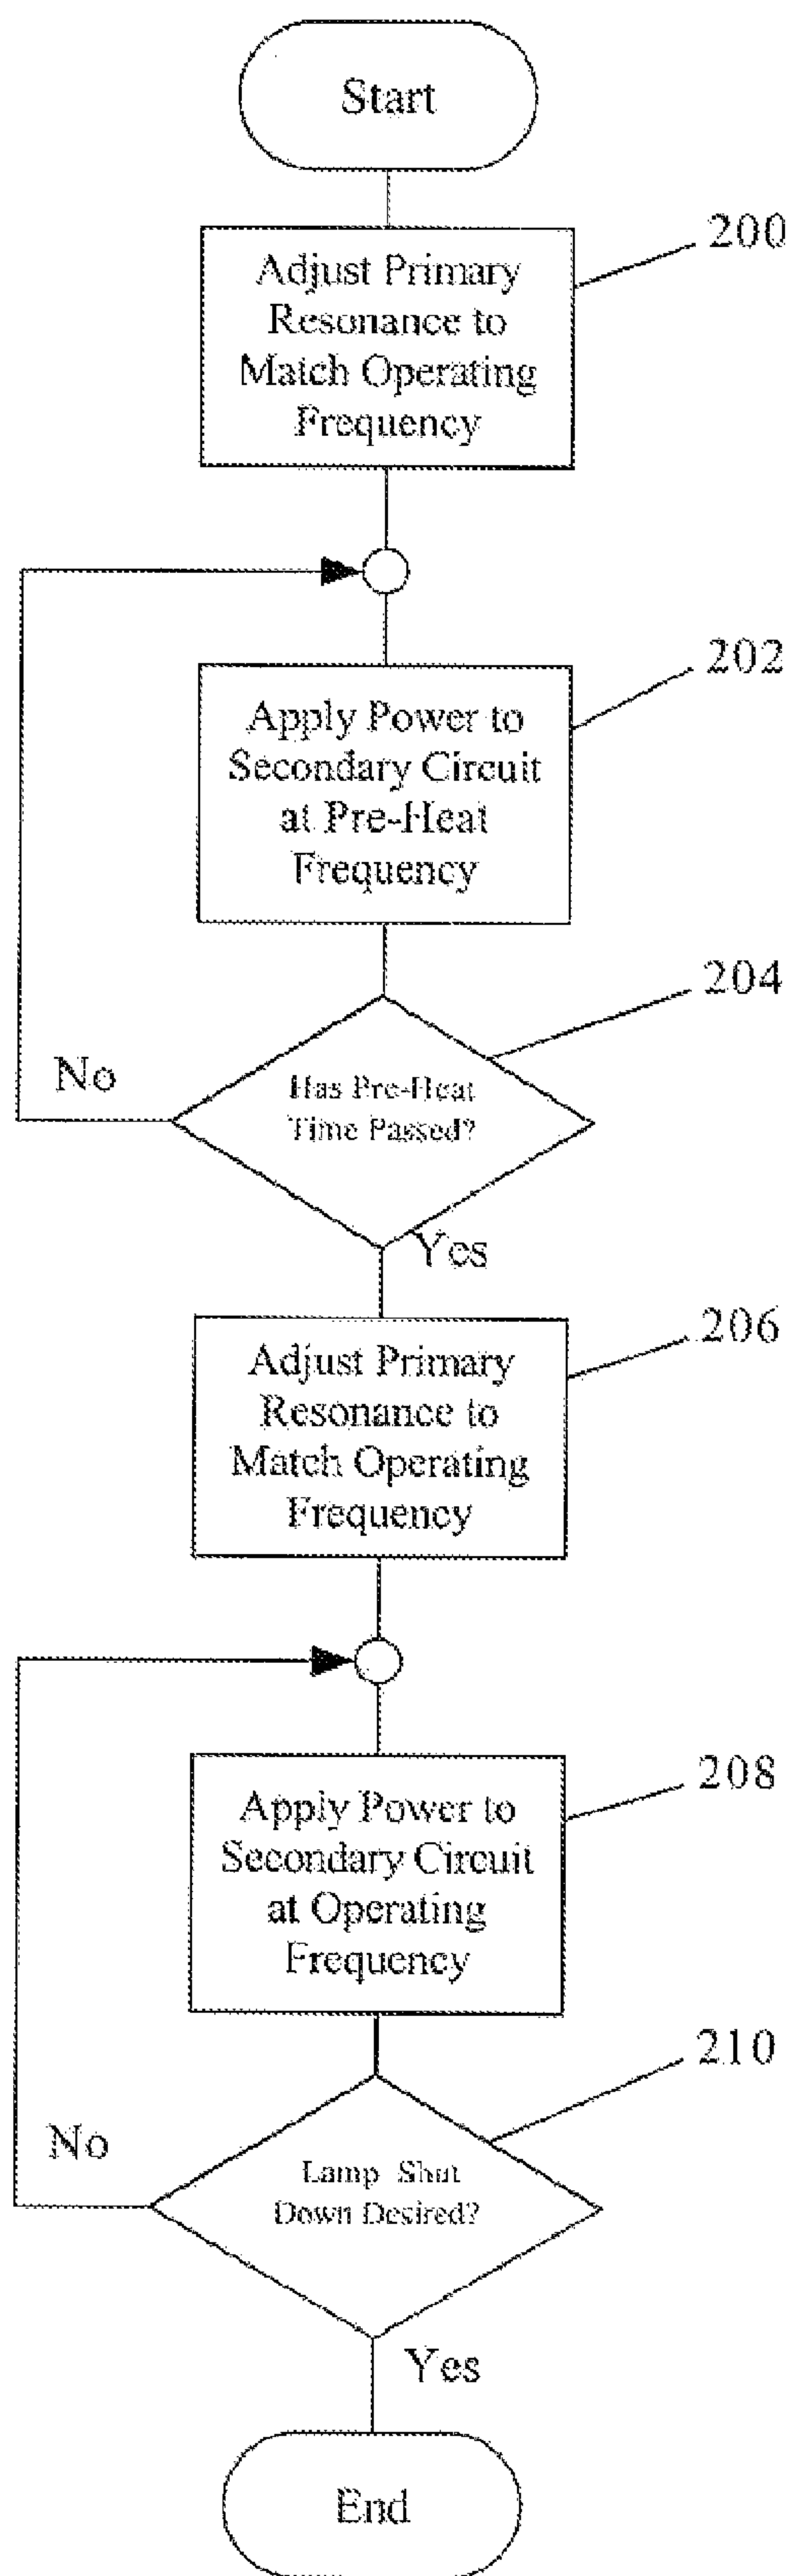 Start
200
Adjust Primary
Resonance to
Match Operating
Frequency
202
Apply Power to
Secondary Circuit
at Pre-Heat
Frequency
204
No
Has Pre-Heat
Time Passed?
Yes
206
Adjust Primary
Resonance to
Match Operating
Frequency
208
Apply Power to
Secondary Circuit
at Operating
Frequency
210
No
Lamp Shut
Down Desired?
Yes
End